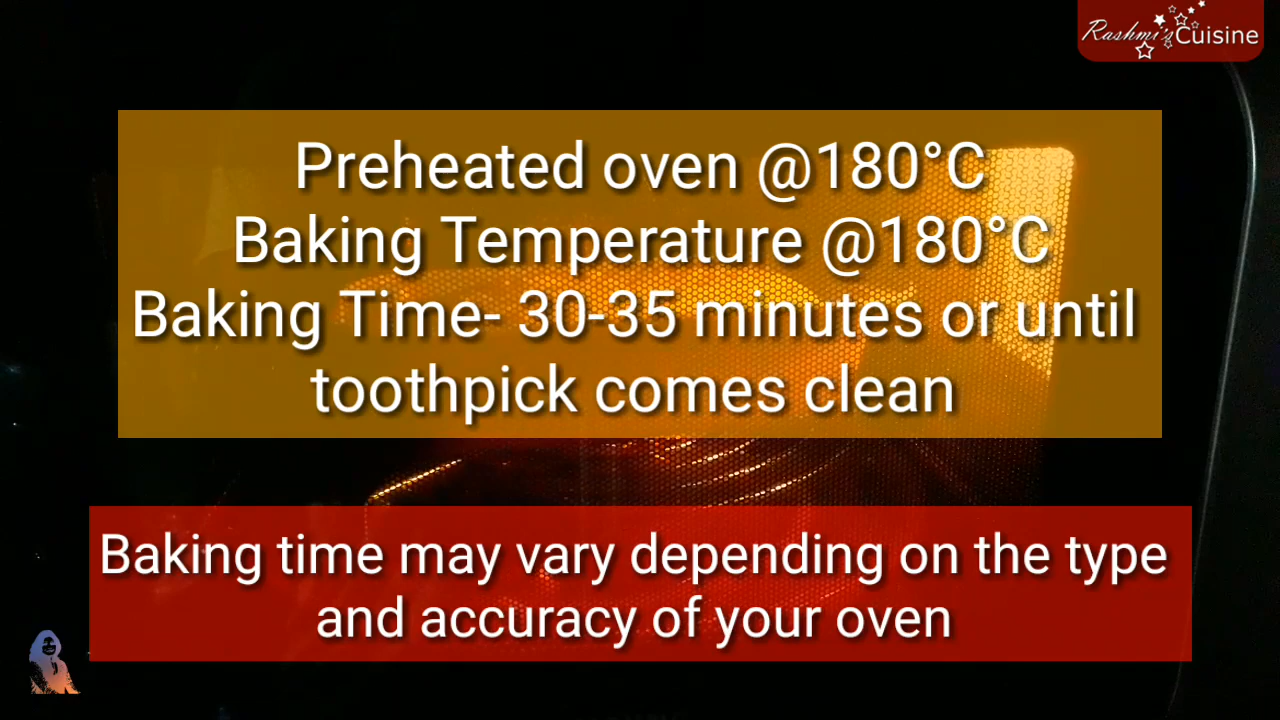 Rashmi's Cuisine
Preheated oven @180°C
Baking Temperature @180°C
Baking Time- 30-35 minutes or until
toothpick comes clean
Baking time may vary depending on the type
and accuracy of your oven